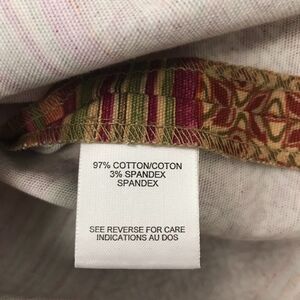 97% COTTON/COTON
3% SPANDEX
SPANDEX
SEE REVERSE FOR CARE
INDICATIONS AU DOS